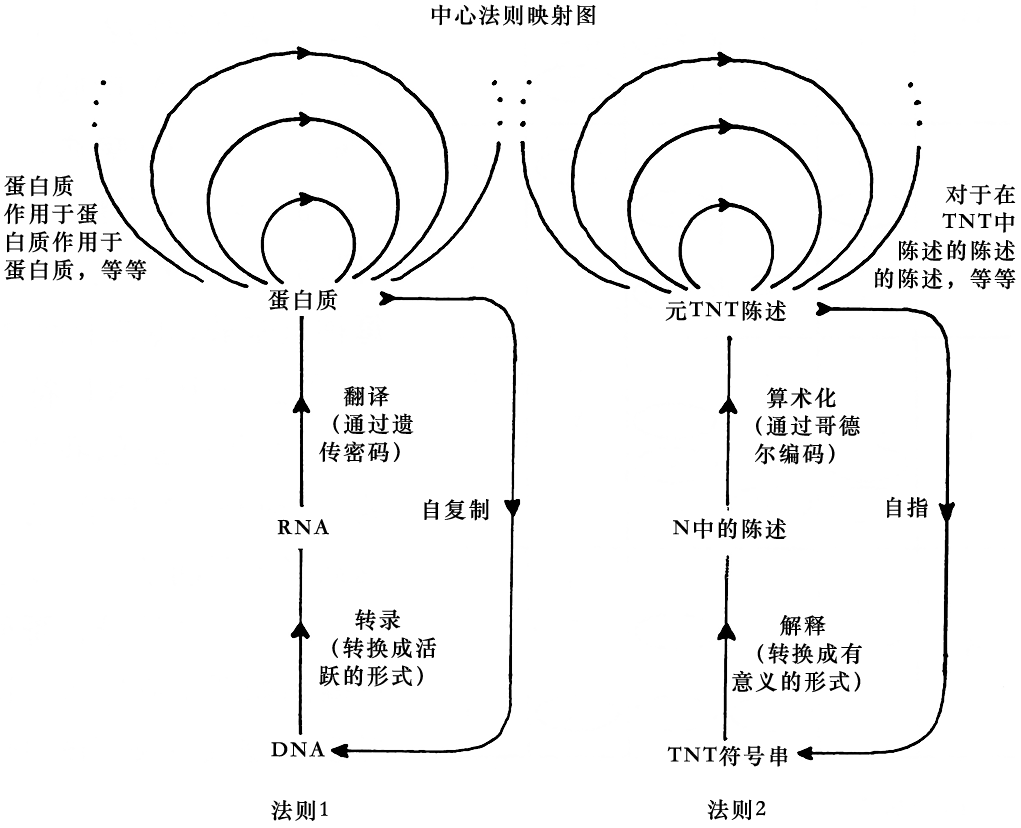 中心法则映射图
蛋白质
作用于蛋
白质作用于
蛋白质，等等
对于在
TNT中
陈述的陈述
的陈述，等等
蛋白质
元TNT陈述
翻译
（通过遗
传密码）
算术化
（通过哥德
尔编码）
自复制
自指
RNA
N中的陈述
转录
（转换成活
跃的形式）
解释
（转换成有
意义的形式）
DNA
TNT符号串
法则1
法则2